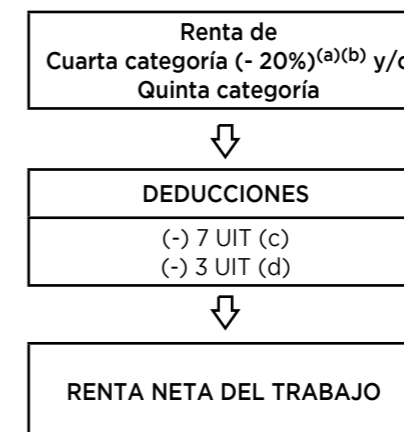 Renta de
Cuarta categoría (- 20%)(a)(b) y/o
Quinta categoría
DEDUCCIONES
(-) 7 UIT (c)
(-) 3 UIT (d)
RENTA NETA DEL TRABAJO